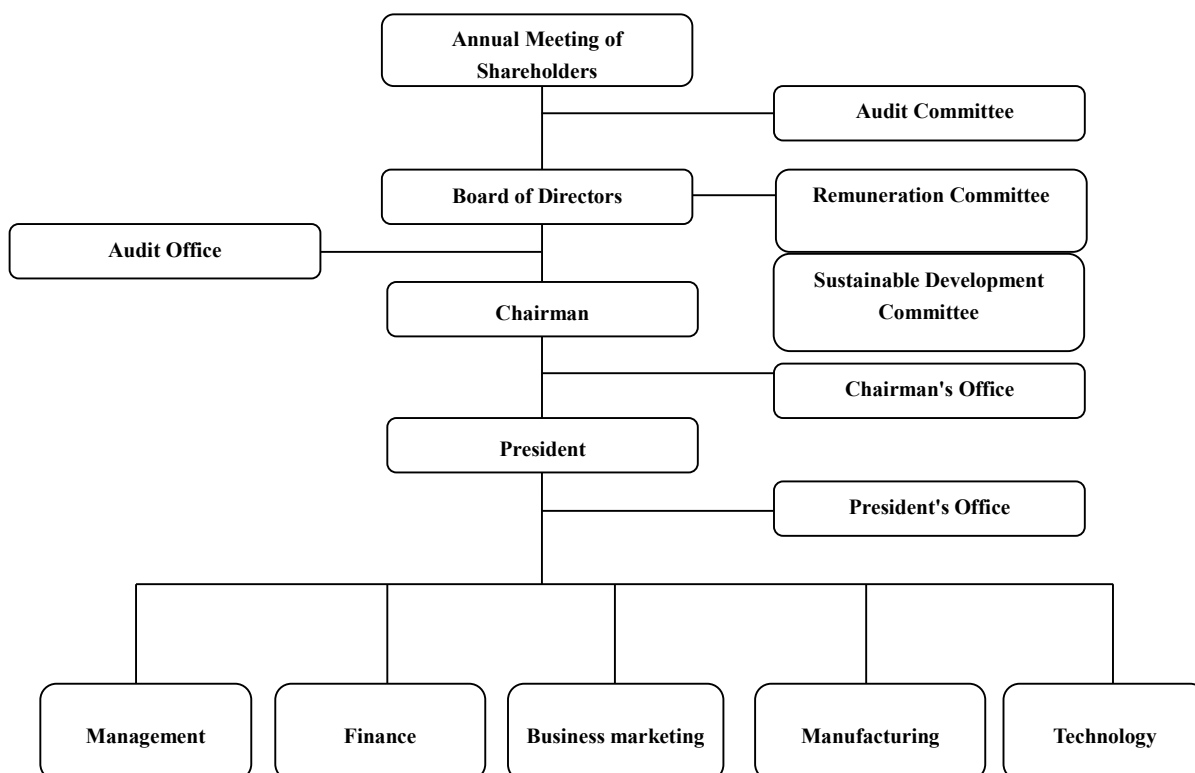 Annual Meeting of
Shareholders
Audit Committee
Board of Directors
Remuneration Committee
Audit Office
Sustainable Development
Committee
Chairman
Chairman's Office
President
President's Office
Management
Finance
Business marketing
Manufacturing
Technology